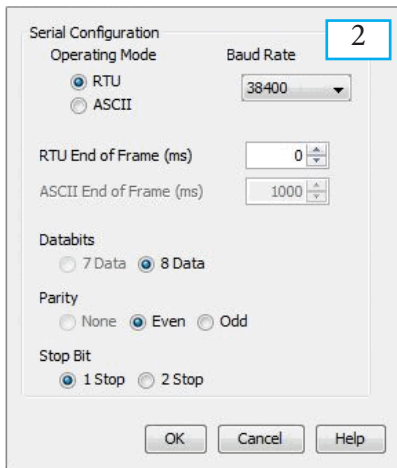 Serial Configuration
2
Operating Mode Baud Rate
RTU
38400
ASCII
RTU End of Frame (ms) 0
ASCII End of Frame (ms) 1000
Databits
7 Data 8 Data
Parity
None Even Odd
Stop Bit
1 Stop 2 Stop
OK Cancel Help